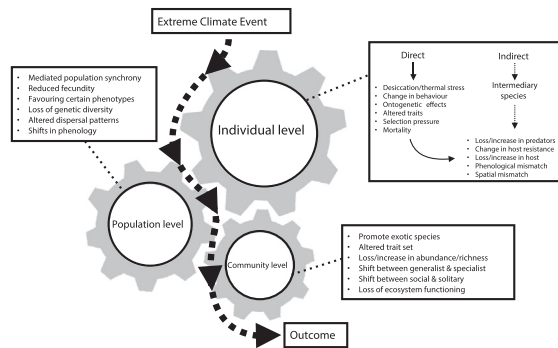 Extreme Climate Event
• Mediated population synchrony
• Reduced fecundity
• Favouring certain phenotypes
• Loss of genetic diversity
• Altered dispersal patterns
• Shifts in phenology
Individual level
Direct
• Desiccation/thermal stress
• Change in behaviour
• Ontogenetic effects
• Altered traits
• Selection pressure
• Mortality
Indirect
Intermediary
species
• Loss/increase in predators
• Change in host resistance
• Loss/increase in host
• Phenological mismatch
• Spatial mismatch
Population level
Community level
• Promote exotic species
• Altered trait set
• Loss/increase in abundance/richness
• Shift between generalist & specialist
• Shift between social & solitary
• Loss of ecosystem functioning
Outcome